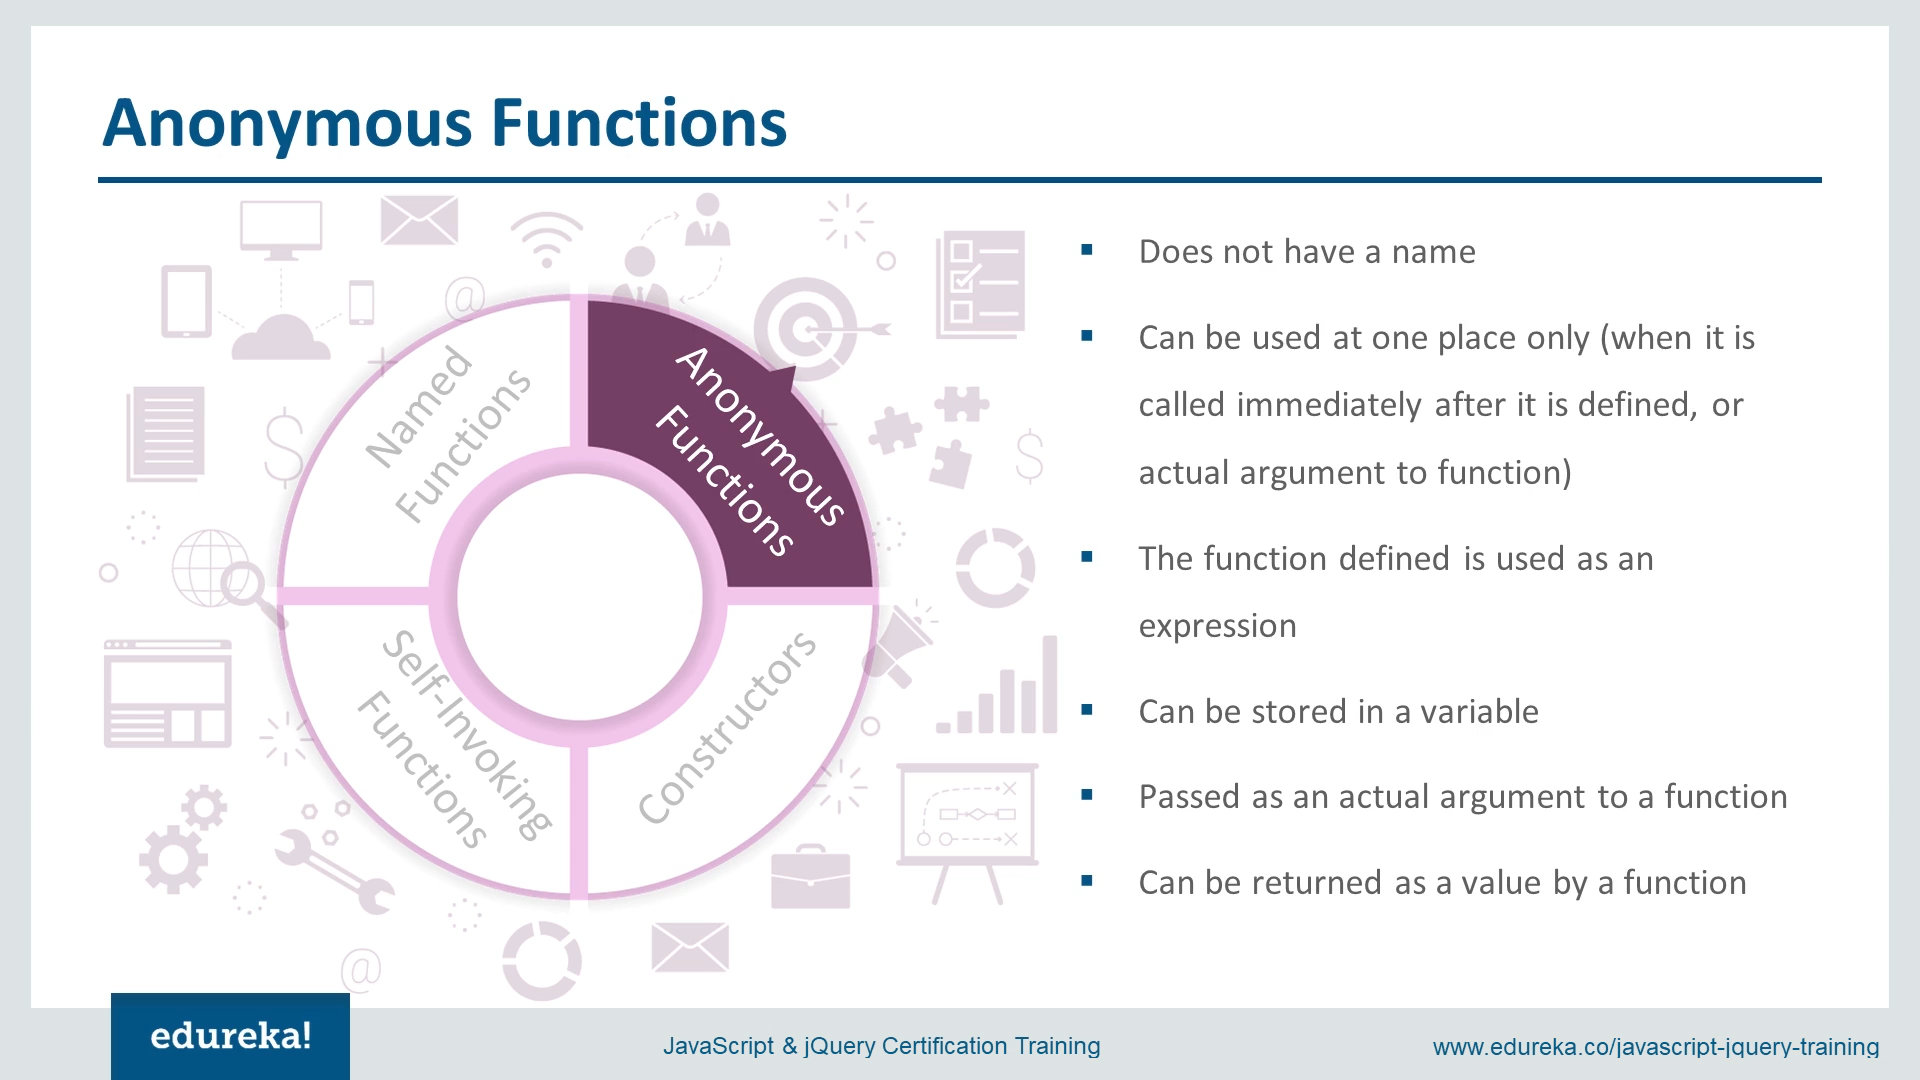 Anonymous Functions
Named
Functions
Anonymous
Functions
Self-Invoking
Functions
Constructors
▪ Does not have a name
▪ Can be used at one place only (when it is
called immediately after it is defined, or
actual argument to function)
▪ The function defined is used as an
expression
▪ Can be stored in a variable
▪ Passed as an actual argument to a function
▪ Can be returned as a value by a function
edureka!
JavaScript & jQuery Certification Training
www.edureka.co/javascript-jquery-training